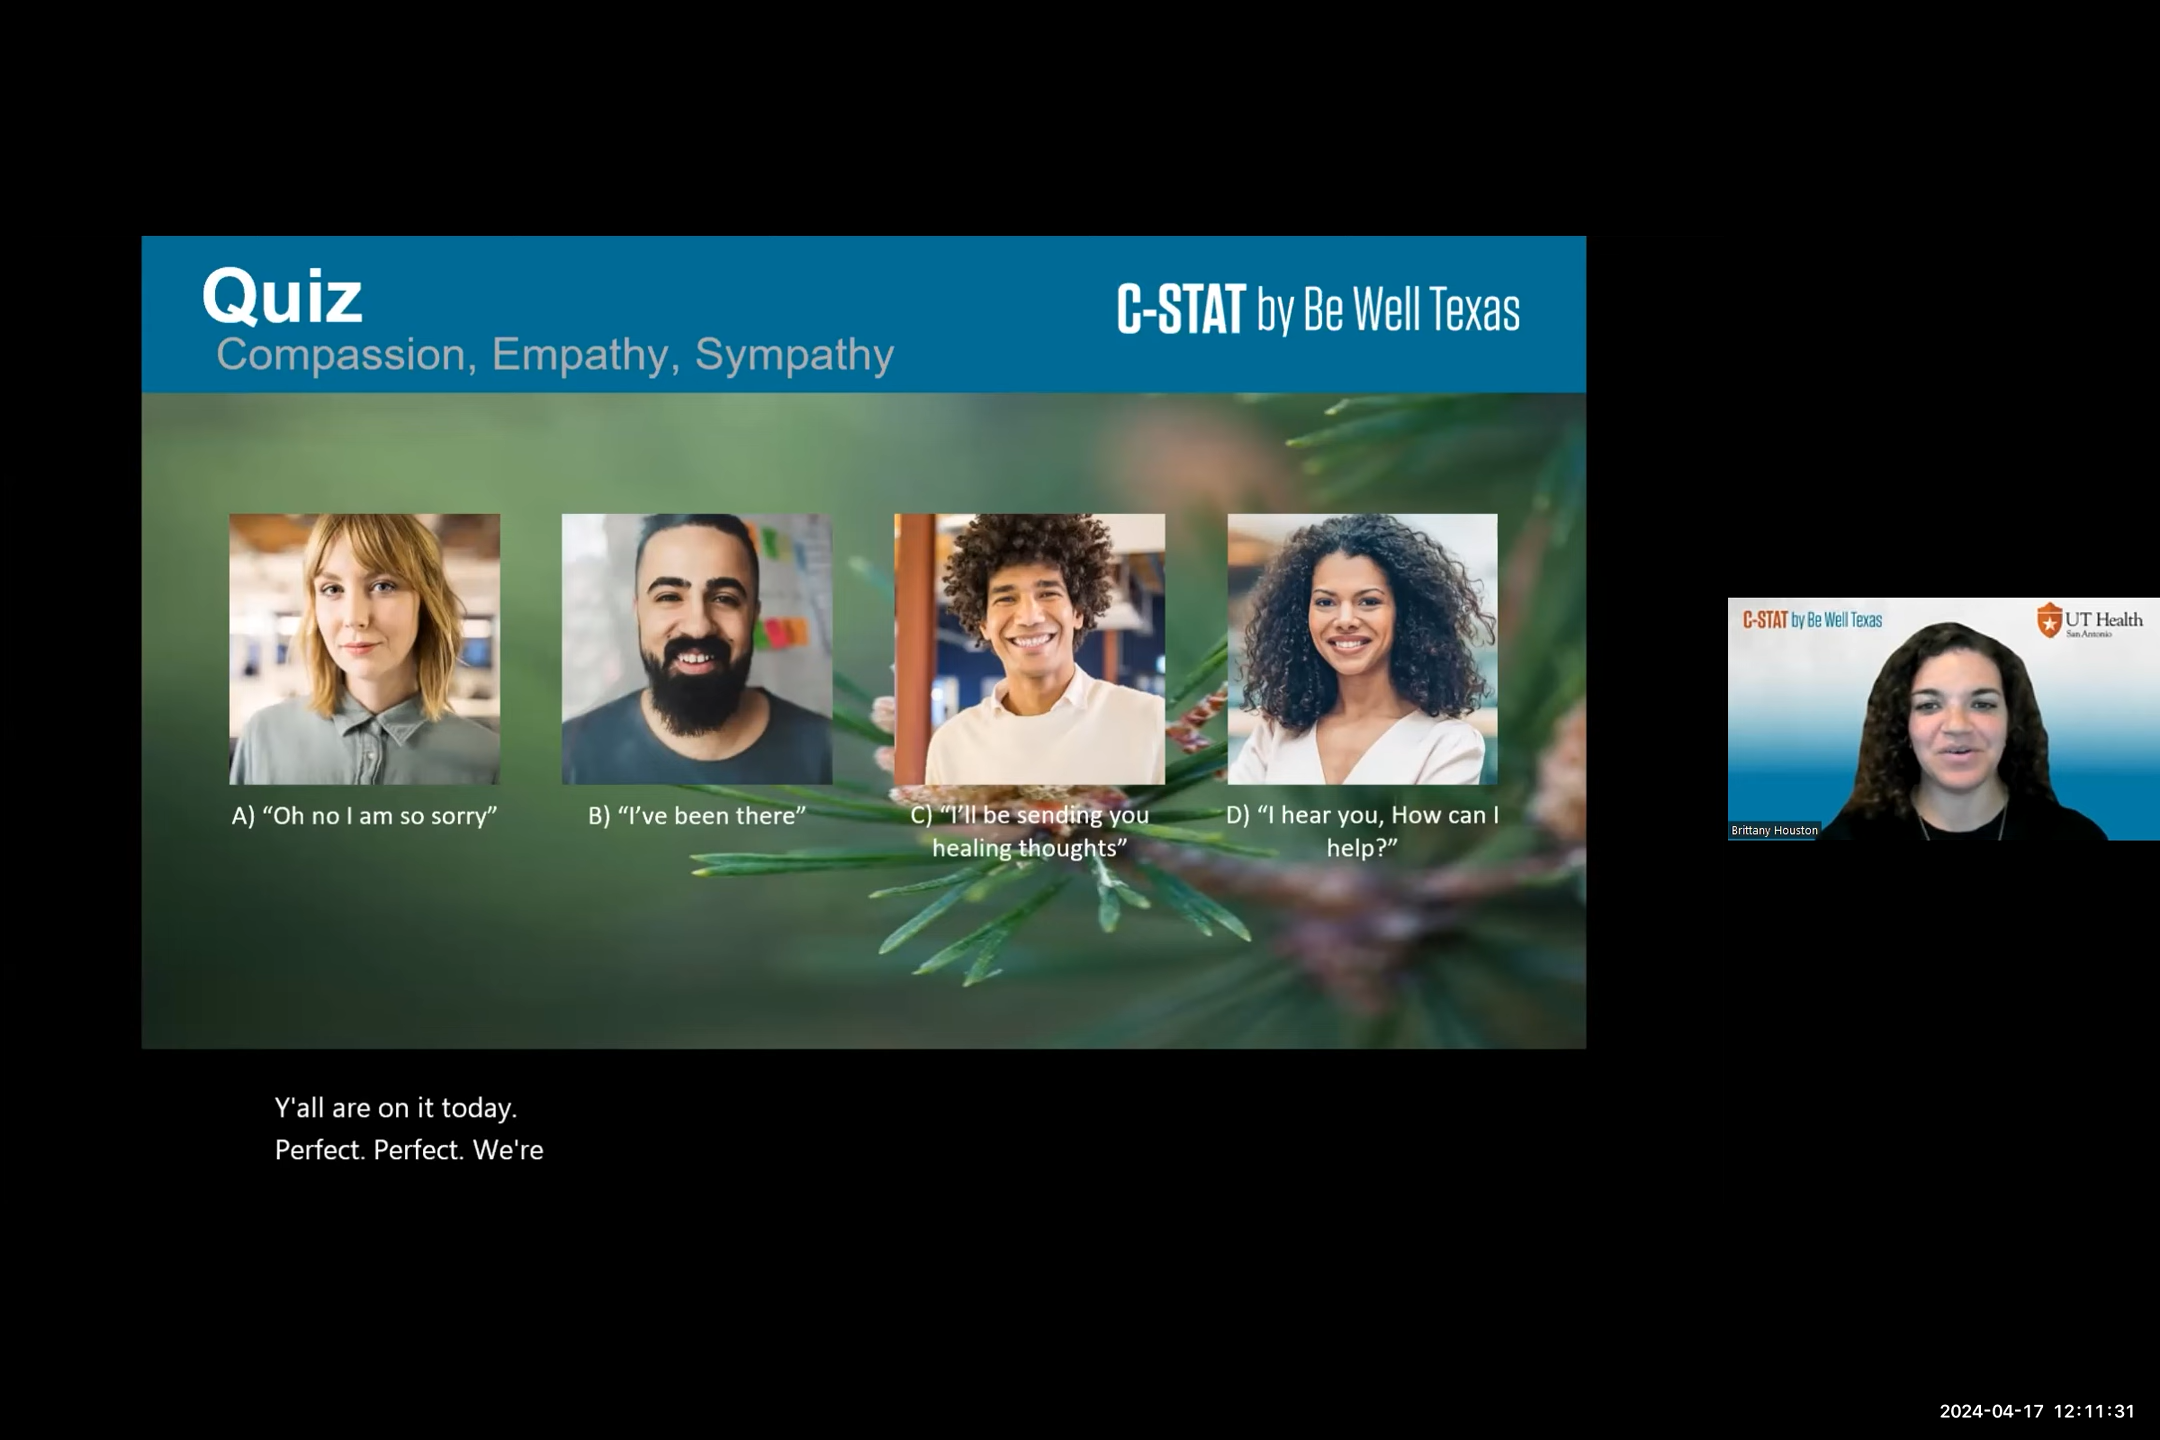 Quiz
Compassion, Empathy, Sympathy
C-STAT by Be Well Texas
A) “Oh no I am so sorry”
B) “I’ve been there”
C) “I’ll be sending you
healing thoughts”
D) “I hear you, How can I
help?”
C-STAT by Be Well Texas
UT Health
San Antonio
Brittany Houston
Y'all are on it today.
Perfect. Perfect. We're
2024-04-17 12:11:31